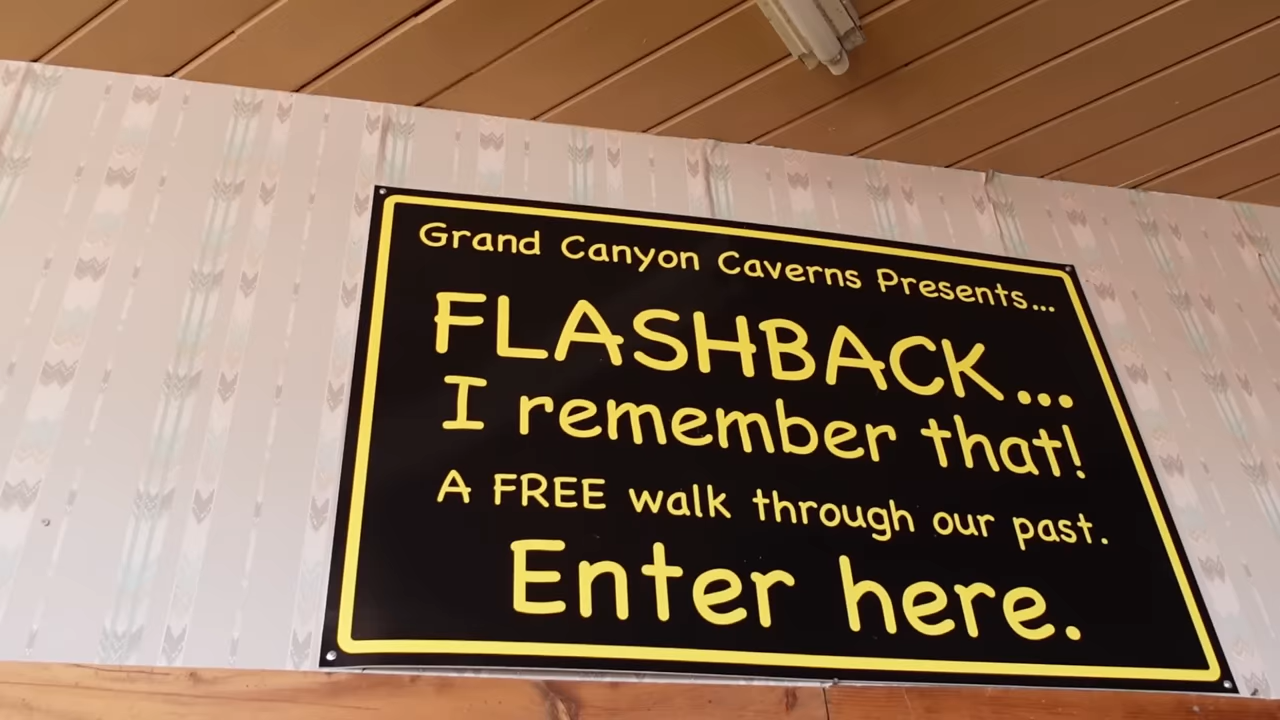 Grand Canyon Caverns Presents...
FLASHBACK...
I remember that!
A FREE walk through our past.
Enter here.